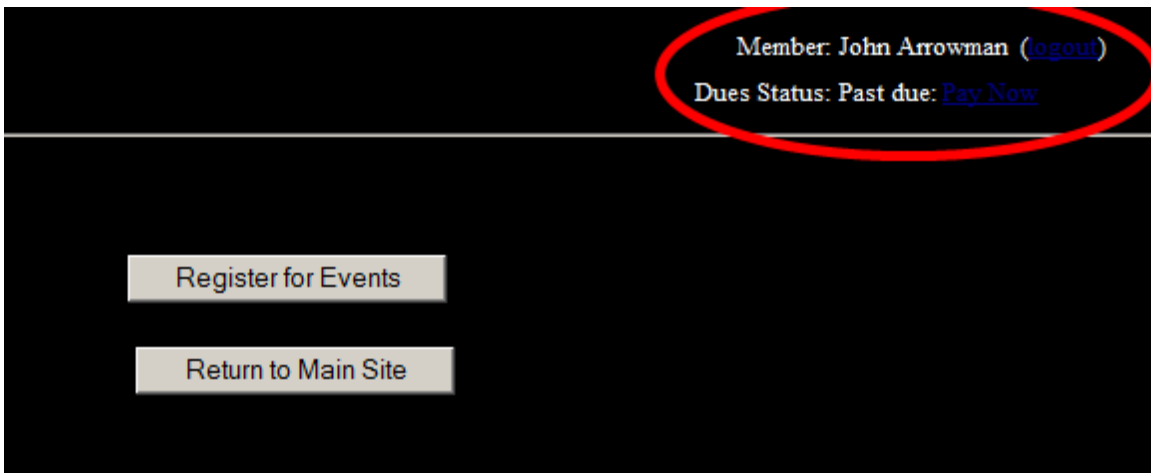 Member: John Arrowman (logout)
Dues Status: Past due: Pay Now
Register for Events
Return to Main Site